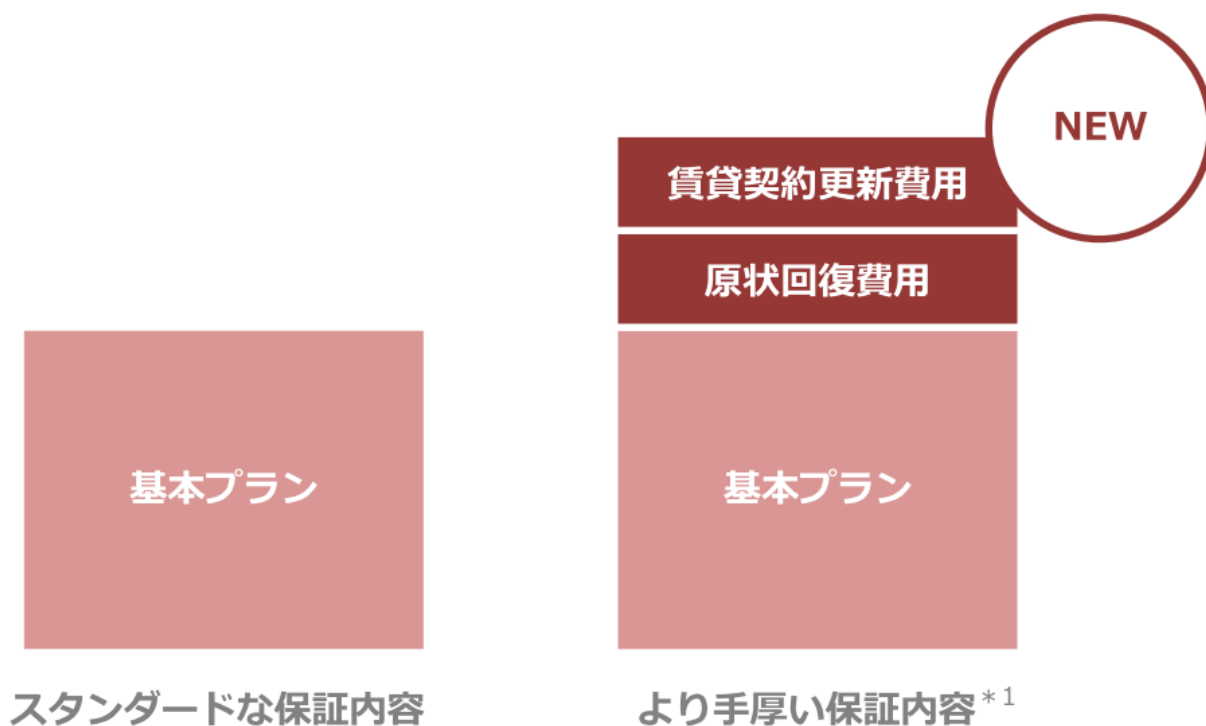 NEW
賃貸契約更新費用
原状回復費用
基本プラン
基本プラン
スタンダードな保証内容
より手厚い保証内容*1